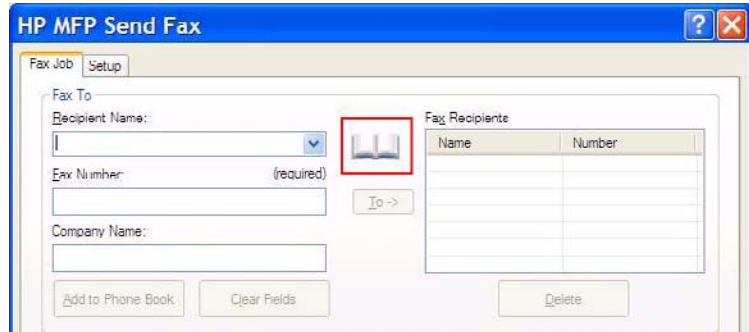 HP MFP Send Fax
Fax Job Setup
Fax To
Recipient Name:
Fax Number: (required)
To ->
Company Name:
Add to Phone Book Clear Fields
Fax Recipients
Name Number
Delete